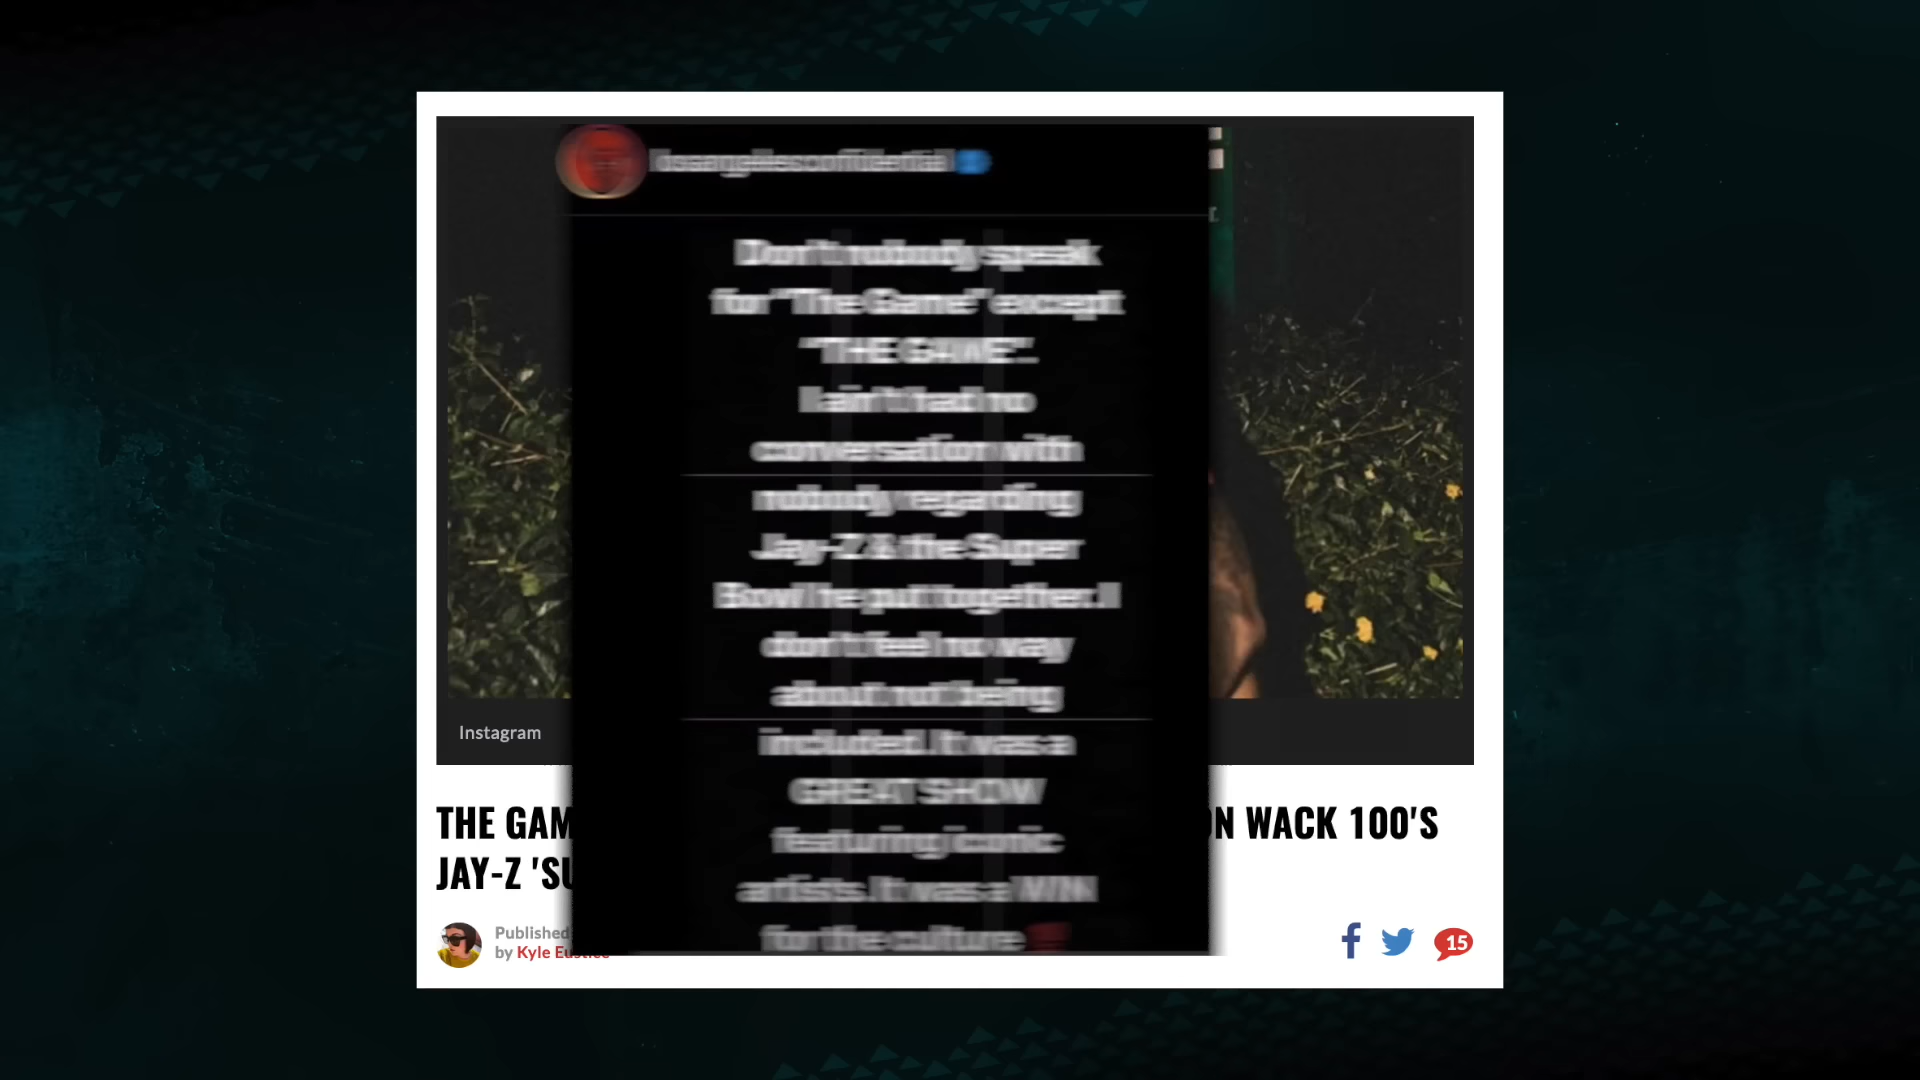 losangelesconfidential
Don't nobody speak
for "The Game" except
"THE GAME"...
I ain't had no
conversation with
nobody regarding
Jay-Z & the Super
Bowl he put together. I
don't feel no way
about not being
included. It was a
GREAT SHOW
featuring iconic
artists. It was a WIN
for the culture
Instagram
THE GAM N WACK 100'S
JAY-Z 'SU
Published
by Kyle Eustice
15